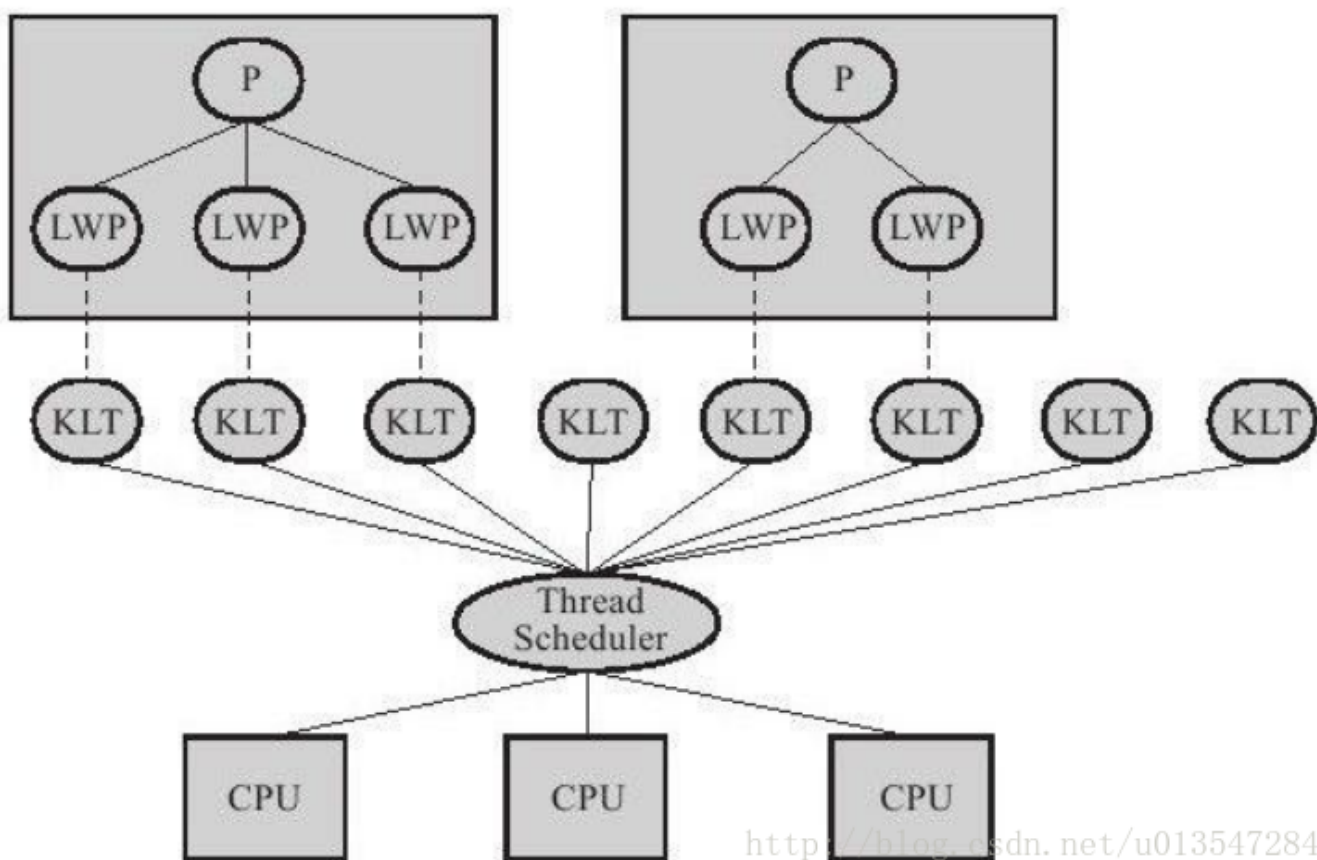 P
P
LWP
LWP
LWP
LWP
LWP
KLT
KLT
KLT
KLT
KLT
KLT
KLT
KLT
Thread
Scheduler
CPU
CPU
CPU
http://blog.csdn.net/u013547284